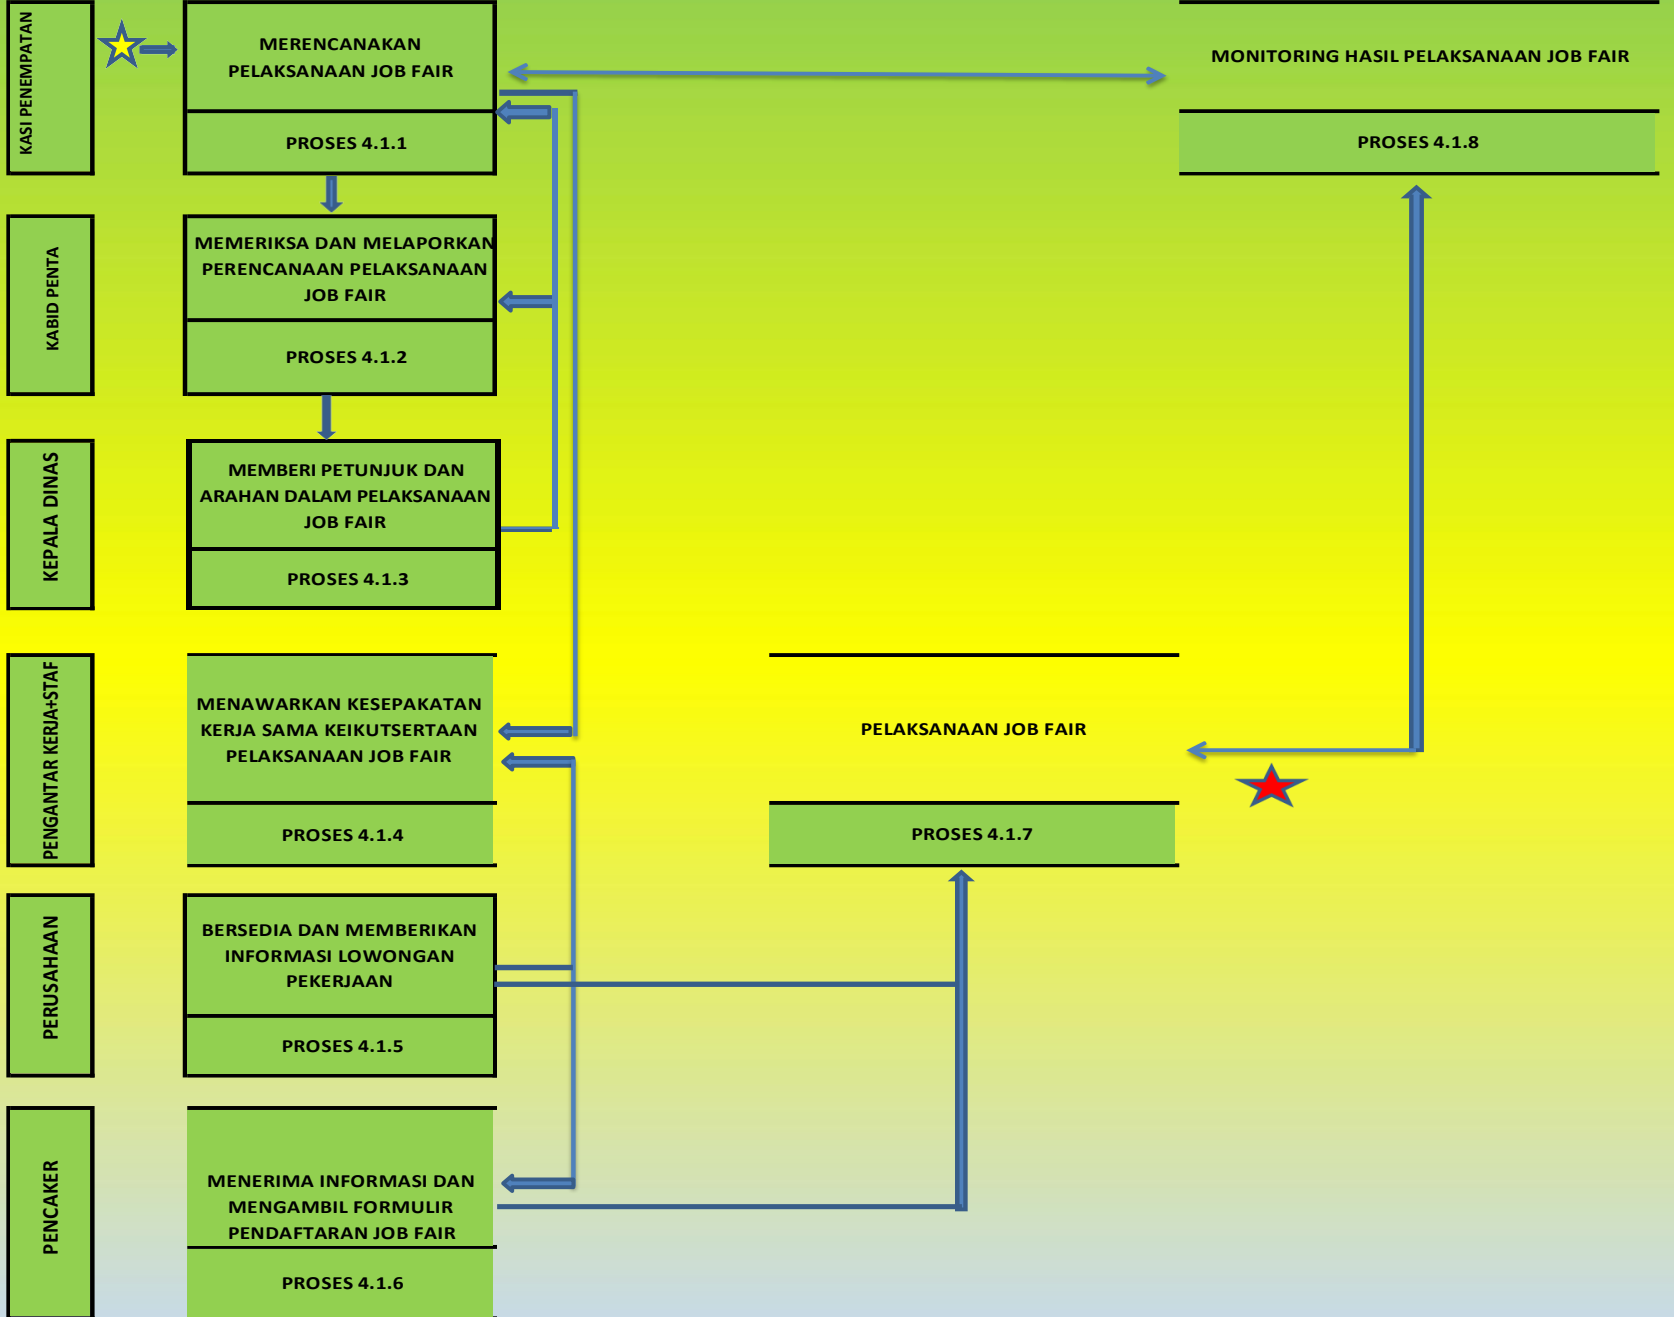 KASI PENEMPATAN
MERENCANAKAN
PELAKSANAAN JOB FAIR
PROSES 4.1.1
MONITORING HASIL PELAKSANAAN JOB FAIR
PROSES 4.1.8
KABID PENTA
MEMERIKSA DAN MELAPORKAN
PERENCANAAN PELAKSANAAN
JOB FAIR
PROSES 4.1.2
KEPALA DINAS
MEMBERI PETUNJUK DAN
ARAHAN DALAM PELAKSANAAN
JOB FAIR
PROSES 4.1.3
PENGANTAR KERJA+STAF
MENAWARKAN KESEPAKATAN
KERJA SAMA KEIKUTSERTAAN
PELAKSANAAN JOB FAIR
PROSES 4.1.4
PELAKSANAAN JOB FAIR
PROSES 4.1.7
PERUSAHAAN
BERSEDIA DAN MEMBERIKAN
INFORMASI LOWONGAN
PEKERJAAN
PROSES 4.1.5
PENCAKER
MENERIMA INFORMASI DAN
MENGAMBIL FORMULIR
PENDAFTARAN JOB FAIR
PROSES 4.1.6